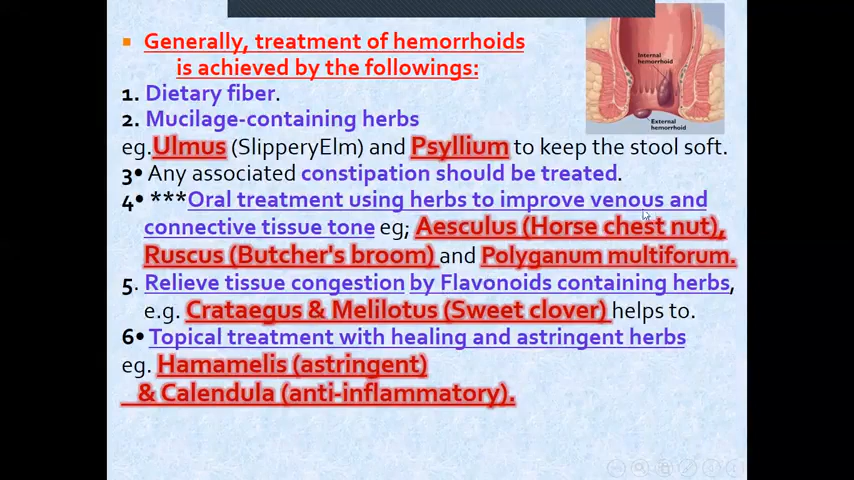 Generally, treatment of hemorrhoids
is achieved by the followings:
1. Dietary fiber.
2. Mucilage-containing herbs
eg.Ulmus (SlipperyElm) and Psyllium to keep the stool soft.
3• Any associated constipation should be treated.
4• ***Oral treatment using herbs to improve venous and
connective tissue tone eg; Aesculus (Horse chest nut),
Ruscus (Butcher's broom) and Polyganum multiforum.
5. Relieve tissue congestion by Flavonoids containing herbs,
e.g. Crataegus & Melilotus (Sweet clover) helps to.
6• Topical treatment with healing and astringent herbs
eg. Hamamelis (astringent)
& Calendula (anti-inflammatory).
Internal
hemorrhoid
External
hemorrhoid